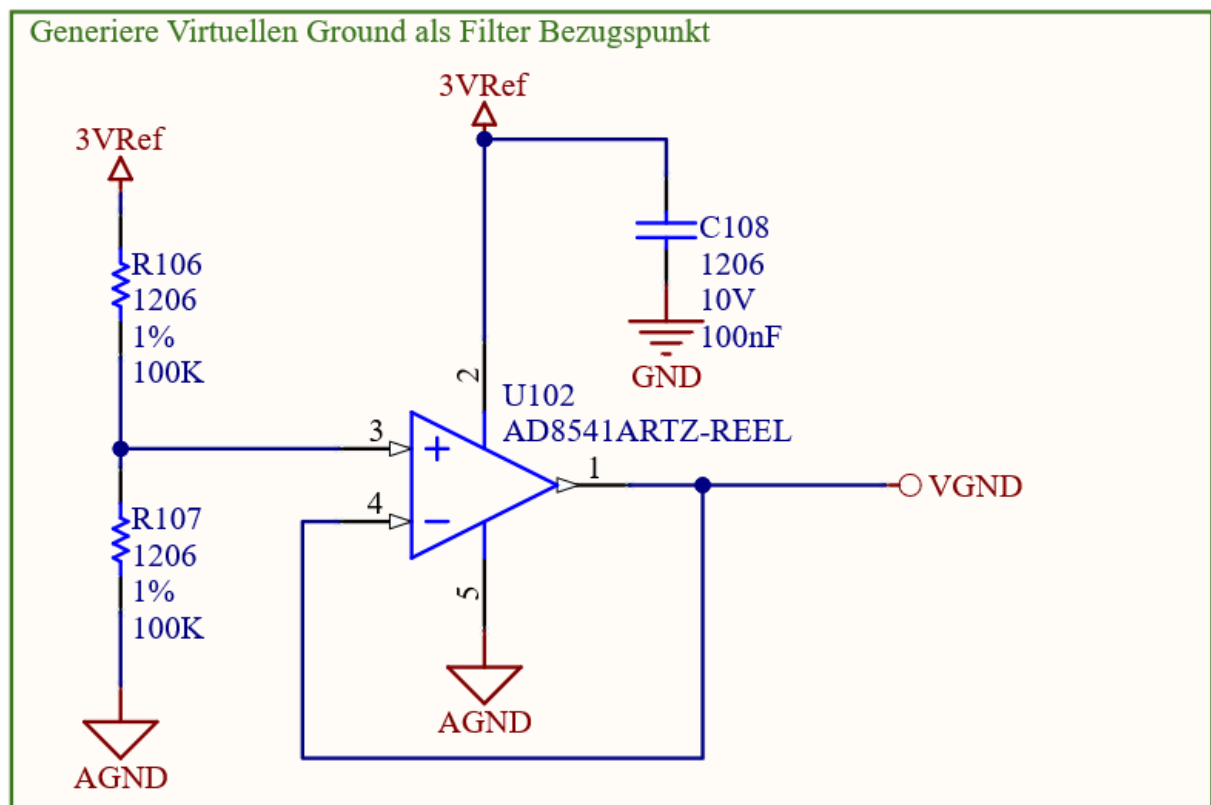 Generiere Virtuellen Ground als Filter Bezugspunkt
3VRef
3VRef
R106
1206
1%
100K
C108
1206
10V
100nF
GND
2
U102
AD8541ARTZ-REEL
3
+
1
VGND
4
−
R107
1206
1%
100K
5
AGND
AGND